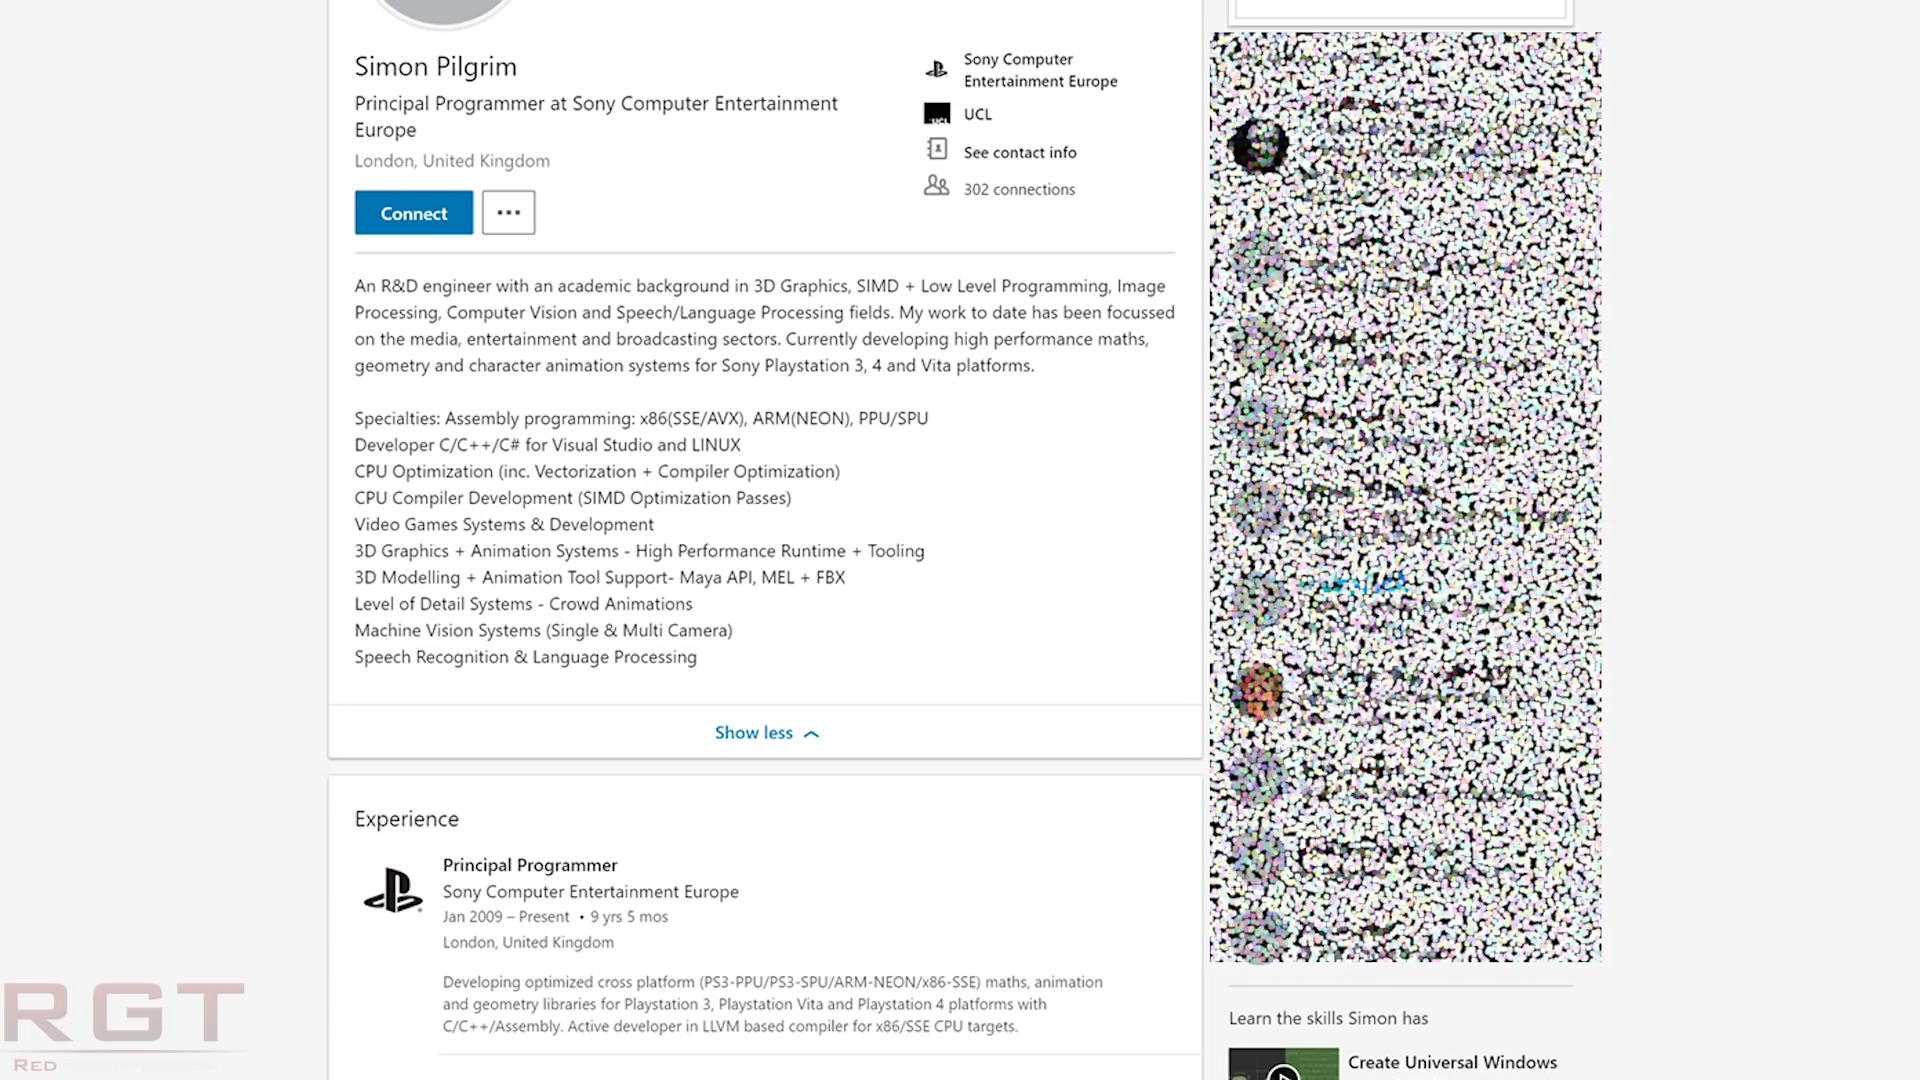 Simon Pilgrim
Principal Programmer at Sony Computer Entertainment
Europe
London, United Kingdom
Connect
Sony Computer
Entertainment Europe
UCL
UCL
See contact info
302 connections
An R&D engineer with an academic background in 3D Graphics, SIMD + Low Level Programming, Image
Processing, Computer Vision and Speech/Language Processing fields. My work to date has been focussed
on the media, entertainment and broadcasting sectors. Currently developing high performance maths,
geometry and character animation systems for Sony Playstation 3, 4 and Vita platforms.
Specialties: Assembly programming: x86(SSE/AVX), ARM(NEON), PPU/SPU
Developer C/C++/C# for Visual Studio and LINUX
CPU Optimization (inc. Vectorization + Compiler Optimization)
CPU Compiler Development (SIMD Optimization Passes)
Video Games Systems & Development
3D Graphics + Animation Systems - High Performance Runtime + Tooling
3D Modelling + Animation Tool Support- Maya API, MEL + FBX
Level of Detail Systems - Crowd Animations
Machine Vision Systems (Single & Multi Camera)
Speech Recognition & Language Processing
Show less
Experience
Principal Programmer
Sony Computer Entertainment Europe
Jan 2009 – Present • 9 yrs 5 mos
London, United Kingdom
Developing optimized cross platform (PS3-PPU/PS3-SPU/ARM-NEON/x86-SSE) maths, animation
and geometry libraries for Playstation 3, Playstation Vita and Playstation 4 platforms with
C/C++/Assembly. Active developer in LLVM based compiler for x86/SSE CPU targets.
Learn the skills Simon has
Create Universal Windows
RGT
RED